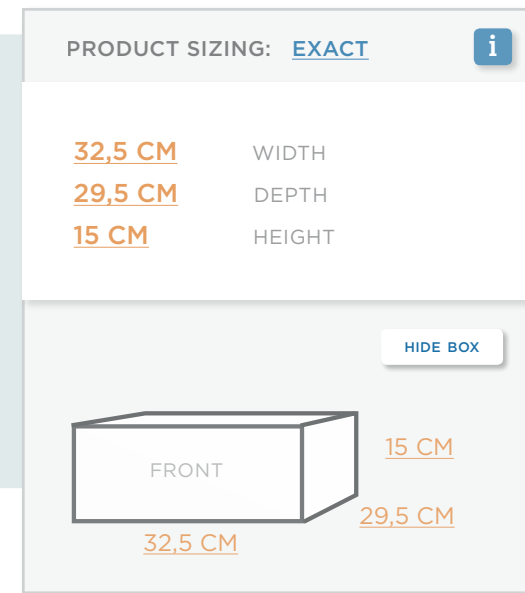 PRODUCT SIZING: EXACT i
32,5 CM WIDTH
29,5 CM DEPTH
15 CM HEIGHT
HIDE BOX
15 CM
FRONT
29,5 CM
32,5 CM